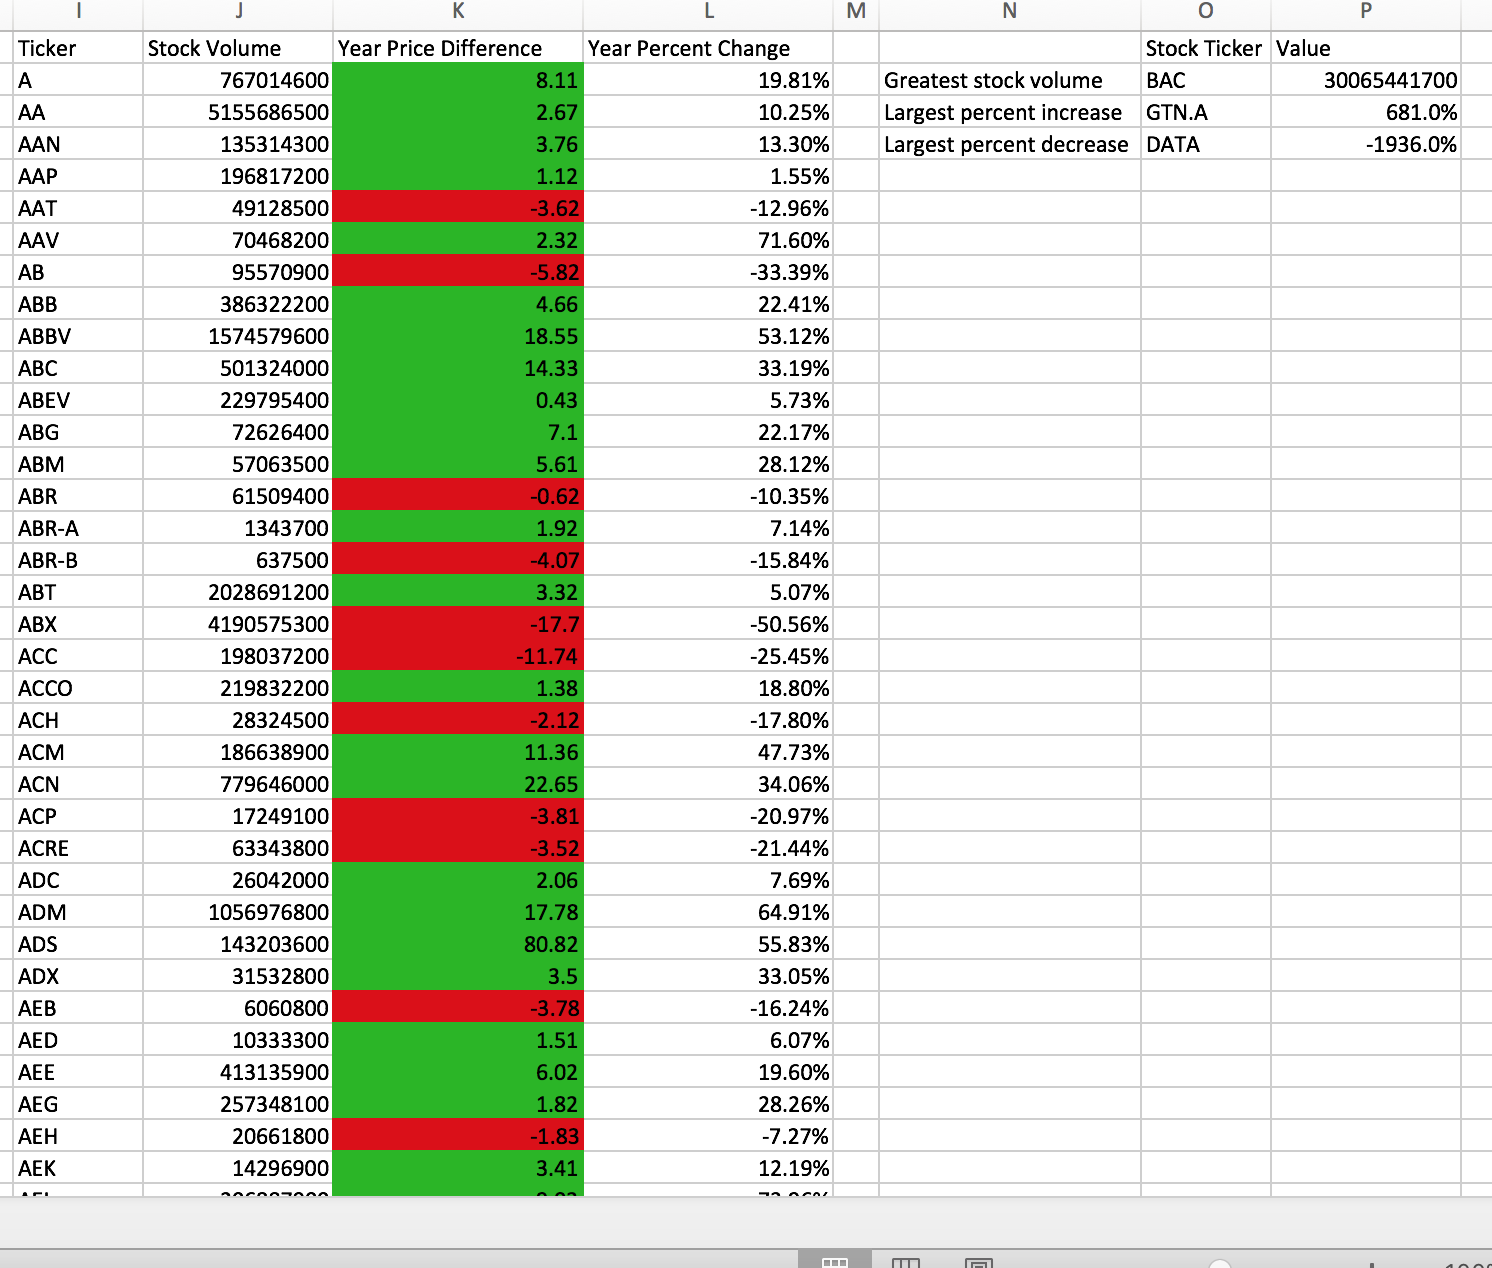 I J K L M N O P
Ticker Stock Volume Year Price Difference Year Percent Change Stock Ticker Value
A 767014600 8.11 19.81% Greatest stock volume BAC 30065441700
AA 5155686500 2.67 10.25% Largest percent increase GTN.A 681.0%
AAN 135314300 3.76 13.30% Largest percent decrease DATA -1936.0%
AAP 196817200 1.12 1.55%
AAT 49128500 -3.62 -12.96%
AAV 70468200 2.32 71.60%
AB 95570900 -5.82 -33.39%
ABB 386322200 4.66 22.41%
ABBV 1574579600 18.55 53.12%
ABC 501324000 14.33 33.19%
ABEV 229795400 0.43 5.73%
ABG 72626400 7.1 22.17%
ABM 57063500 5.61 28.12%
ABR 61509400 -0.62 -10.35%
ABR-A 1343700 1.92 7.14%
ABR-B 637500 -4.07 -15.84%
ABT 2028691200 3.32 5.07%
ABX 4190575300 -17.7 -50.56%
ACC 198037200 -11.74 -25.45%
ACCO 219832200 1.38 18.80%
ACH 28324500 -2.12 -17.80%
ACM 186638900 11.36 47.73%
ACN 779646000 22.65 34.06%
ACP 17249100 -3.81 -20.97%
ACRE 63343800 -3.52 -21.44%
ADC 26042000 2.06 7.69%
ADM 1056976800 17.78 64.91%
ADS 143203600 80.82 55.83%
ADX 31532800 3.5 33.05%
AEB 6060800 -3.78 -16.24%
AED 10333300 1.51 6.07%
AEE 413135900 6.02 19.60%
AEG 257348100 1.82 28.26%
AEH 20661800 -1.83 -7.27%
AEK 14296900 3.41 12.19%